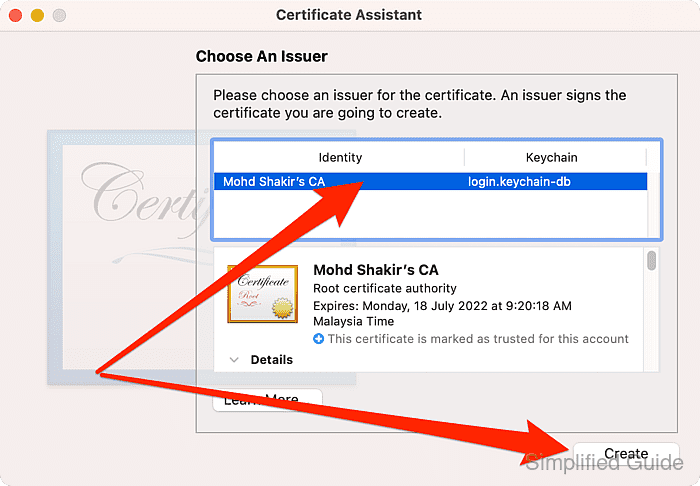 Certificate Assistant
Choose An Issuer
Please choose an issuer for the certificate. An issuer signs the
certificate you are going to create.
Identity Keychain
Mohd Shakir's CA login.keychain-db
Certif
Mohd Shakir's CA
Root certificate authority
Expires: Monday, 18 July 2022 at 9:20:18 AM
Malaysia Time
This certificate is marked as trusted for this account
Certificate
Root
Details
Learn More...
Create
Simplified Guide